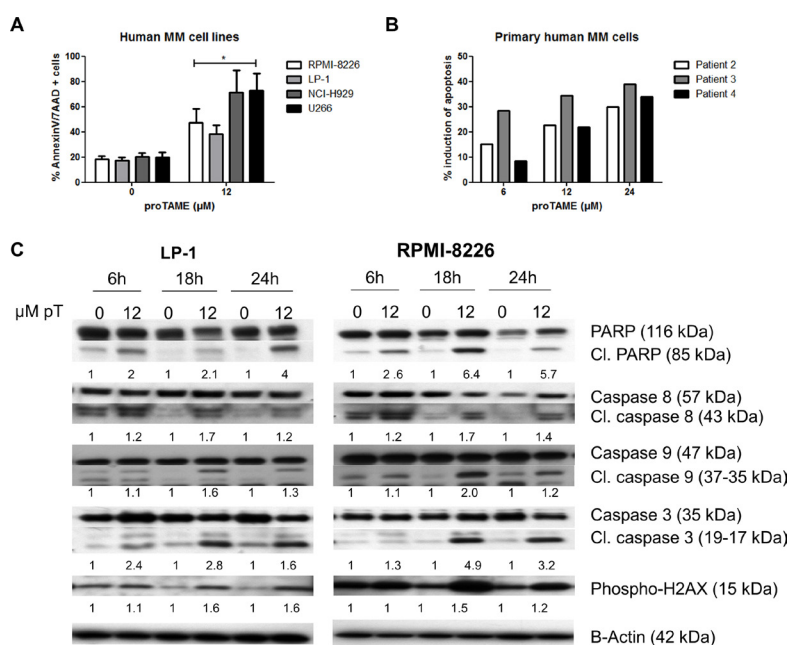 A
Human MM cell lines
% AnnexinV/7AAD + cells
100
80
60
40
20
0
*
RPMI-8226
LP-1
NCI-H929
U266
0 12
proTAME (µM)
B
Primary human MM cells
% induction of apoptosis
50
40
30
20
10
0
Patient 2
Patient 3
Patient 4
6 12 24
proTAME (µM)
C
LP-1 RPMI-8226
6h 18h 24h 6h 18h 24h
µM pT 0 12 0 12 0 12 0 12 0 12 0 12
PARP (116 kDa)
Cl. PARP (85 kDa)
1 2 1 2.1 1 4 1 2.6 1 6.4 1 5.7
Caspase 8 (57 kDa)
Cl. caspase 8 (43 kDa)
1 1.2 1 1.7 1 1.2 1 1.2 1 1.7 1 1.4
Caspase 9 (47 kDa)
Cl. caspase 9 (37-35 kDa)
1 1.1 1 1.6 1 1.3 1 1.1 1 2.0 1 1.2
Caspase 3 (35 kDa)
Cl. caspase 3 (19-17 kDa)
1 2.4 1 2.8 1 1.6 1 1.3 1 4.9 1 3.2
Phospho-H2AX (15 kDa)
1 1.1 1 1.6 1 1.6 1 1 1 1.5 1 1.2
B-Actin (42 kDa)